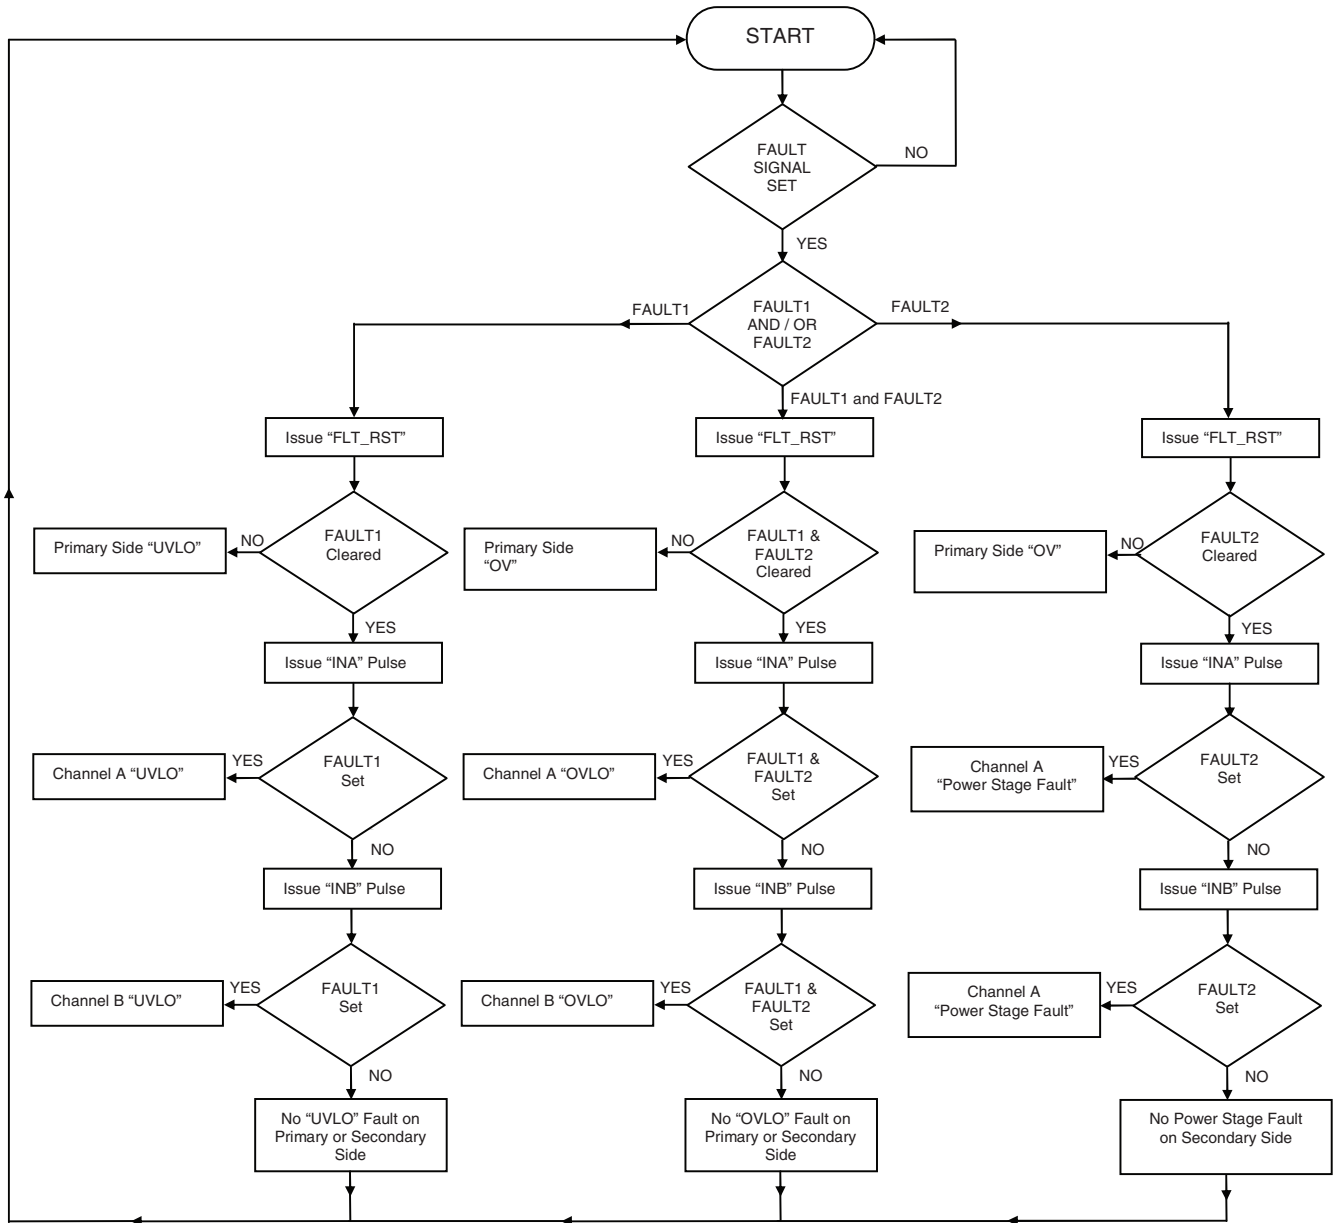 START
FAULT
SIGNAL
SET
NO
YES
FAULT1
AND / OR
FAULT2
FAULT1
FAULT2
FAULT1 and FAULT2
Issue “FLT_RST”
Issue “FLT_RST”
Issue “FLT_RST”
Primary Side “UVLO”
NO
FAULT1
Cleared
Primary Side
“OV”
NO
FAULT1 &
FAULT2
Cleared
Primary Side “OV”
NO
FAULT2
Cleared
YES
YES
YES
Issue “INA” Pulse
Issue “INA” Pulse
Issue “INA” Pulse
Channel A “UVLO”
YES
FAULT1
Set
Channel A “OVLO”
YES
FAULT1 &
FAULT2
Set
Channel A
“Power Stage Fault”
YES
FAULT2
Set
NO
NO
NO
Issue “INB” Pulse
Issue “INB” Pulse
Issue “INB” Pulse
Channel B “UVLO”
YES
FAULT1
Set
Channel B “OVLO”
YES
FAULT1 &
FAULT2
Set
Channel A
“Power Stage Fault”
YES
FAULT2
Set
NO
NO
NO
No “UVLO” Fault on
Primary or Secondary
Side
No “OVLO” Fault on
Primary or Secondary
Side
No Power Stage Fault
on Secondary Side